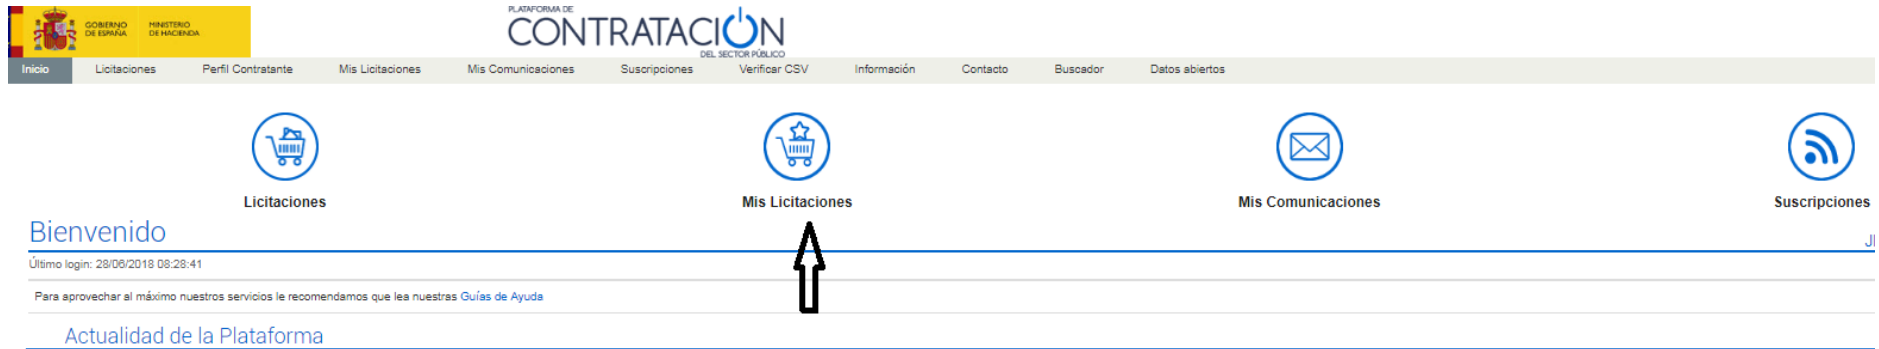 GOBIERNO DE ESPAÑA
MINISTERIO DE HACIENDA
PLATAFORMA DE
CONTRATACIÓN
DEL SECTOR PÚBLICO
Inicio Licitaciones Perfil Contratante Mis Licitaciones Mis Comunicaciones Suscripciones Verificar CSV Información Contacto Buscador Datos abiertos
Licitaciones Mis Licitaciones Mis Comunicaciones Suscripciones
Bienvenido
Último login: 28/06/2018 08:28:41
Para aprovechar al máximo nuestros servicios le recomendamos que lea nuestras Guías de Ayuda
Actualidad de la Plataforma